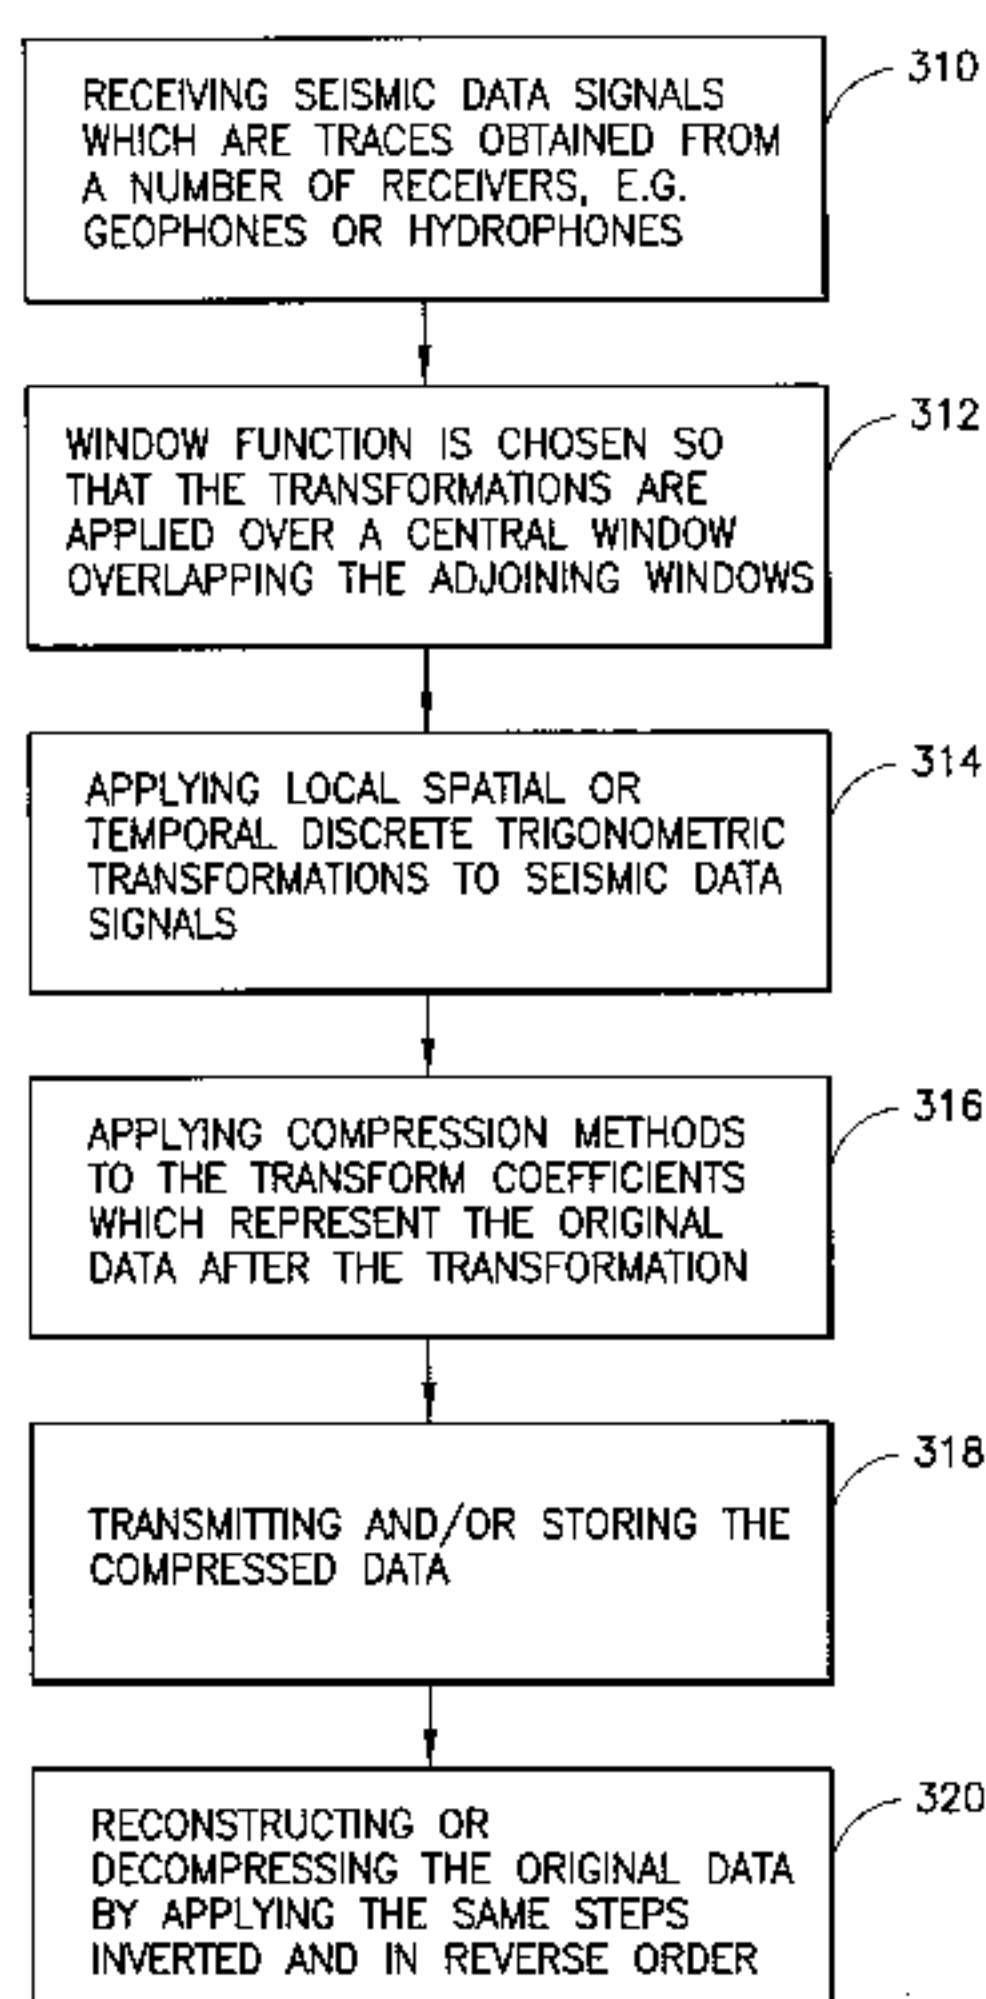 RECEIVING SEISMIC DATA SIGNALS
WHICH ARE TRACES OBTAINED FROM
A NUMBER OF RECEIVERS, E.G.
GEOPHONES OR HYDROPHONES
310
WINDOW FUNCTION IS CHOSEN SO
THAT THE TRANSFORMATIONS ARE
APPLIED OVER A CENTRAL WINDOW
OVERLAPPING THE ADJOINING WINDOWS
312
APPLYING LOCAL SPATIAL OR
TEMPORAL DISCRETE TRIGONOMETRIC
TRANSFORMATIONS TO SEISMIC DATA
SIGNALS
314
APPLYING COMPRESSION METHODS
TO THE TRANSFORM COEFFICIENTS
WHICH REPRESENT THE ORIGINAL
DATA AFTER THE TRANSFORMATION
316
TRANSMITTING AND/OR STORING THE
COMPRESSED DATA
318
RECONSTRUCTING OR
DECOMPRESSING THE ORIGINAL DATA
BY APPLYING THE SAME STEPS
INVERTED AND IN REVERSE ORDER
320